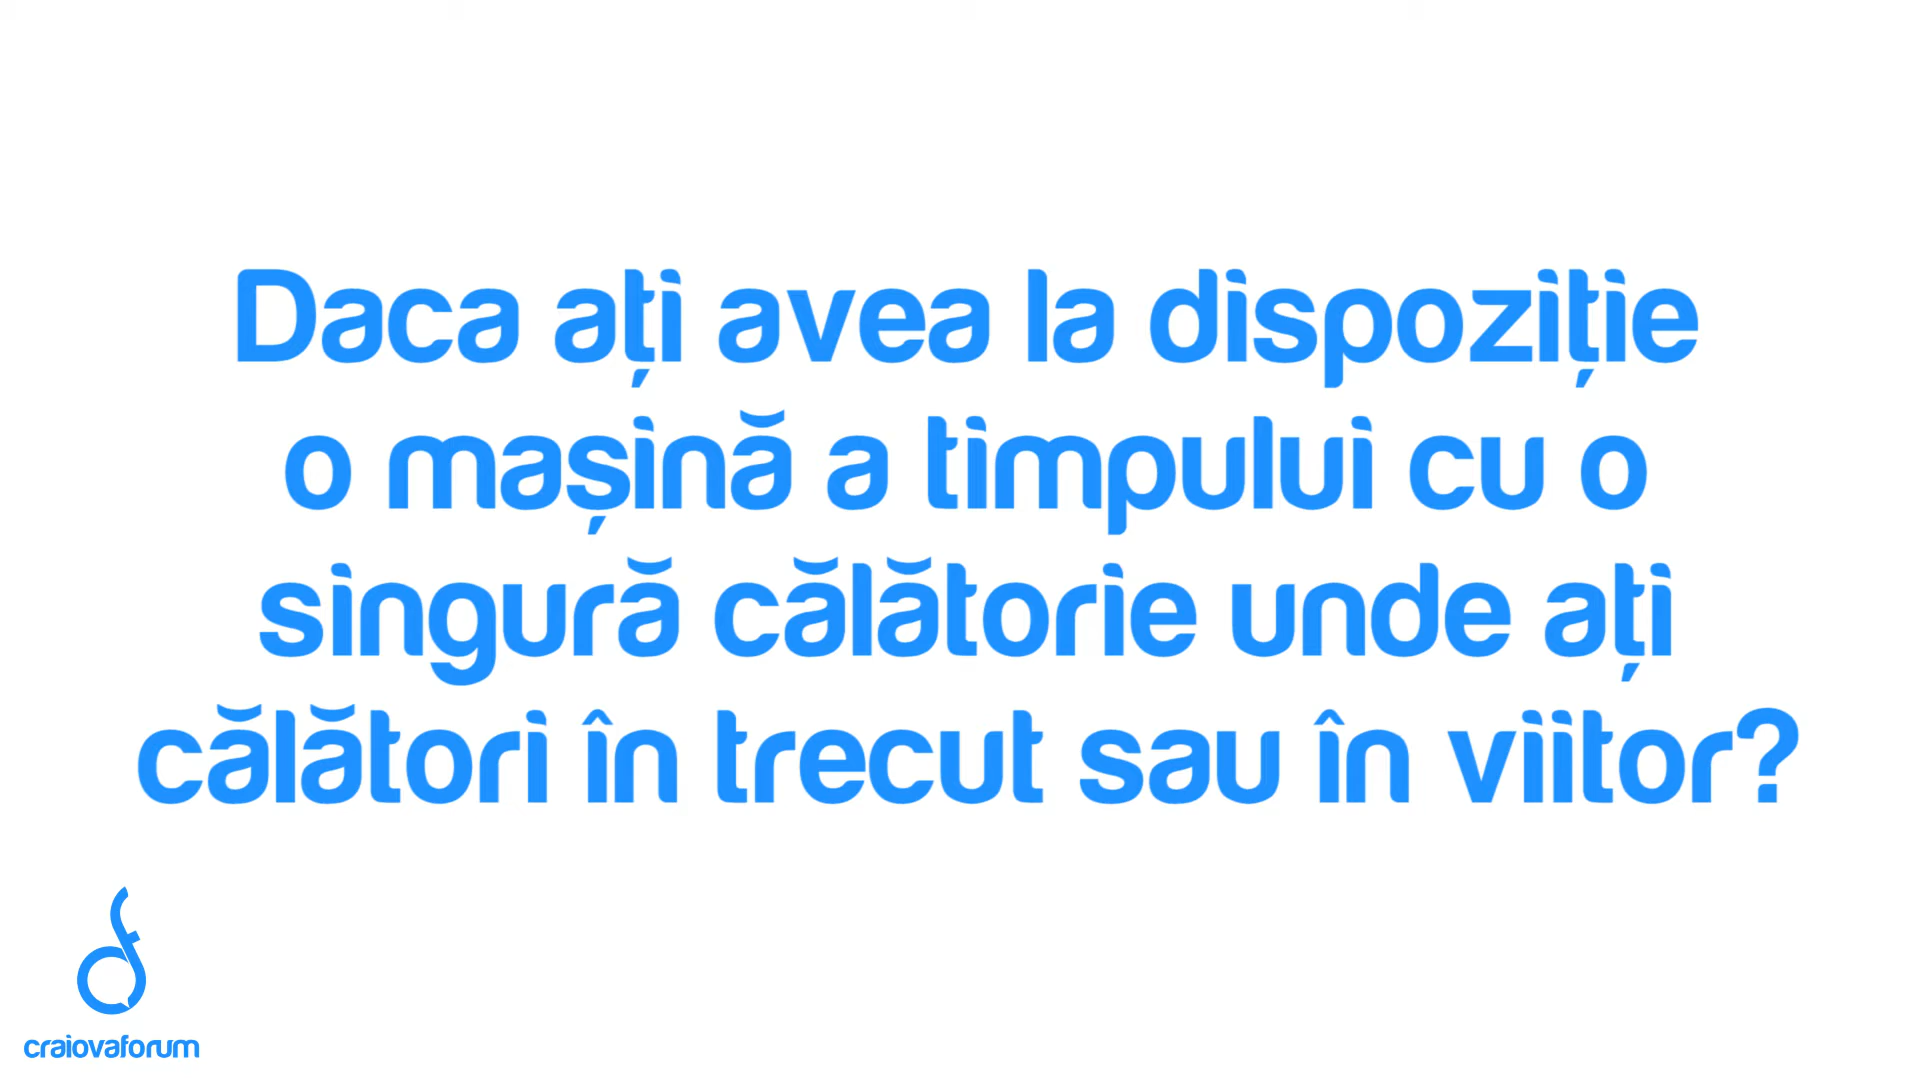 Daca ați avea la dispoziție
o mașină a timpului cu o
singură călătorie unde ați
călători în trecut sau în viitor?
craiovaforum